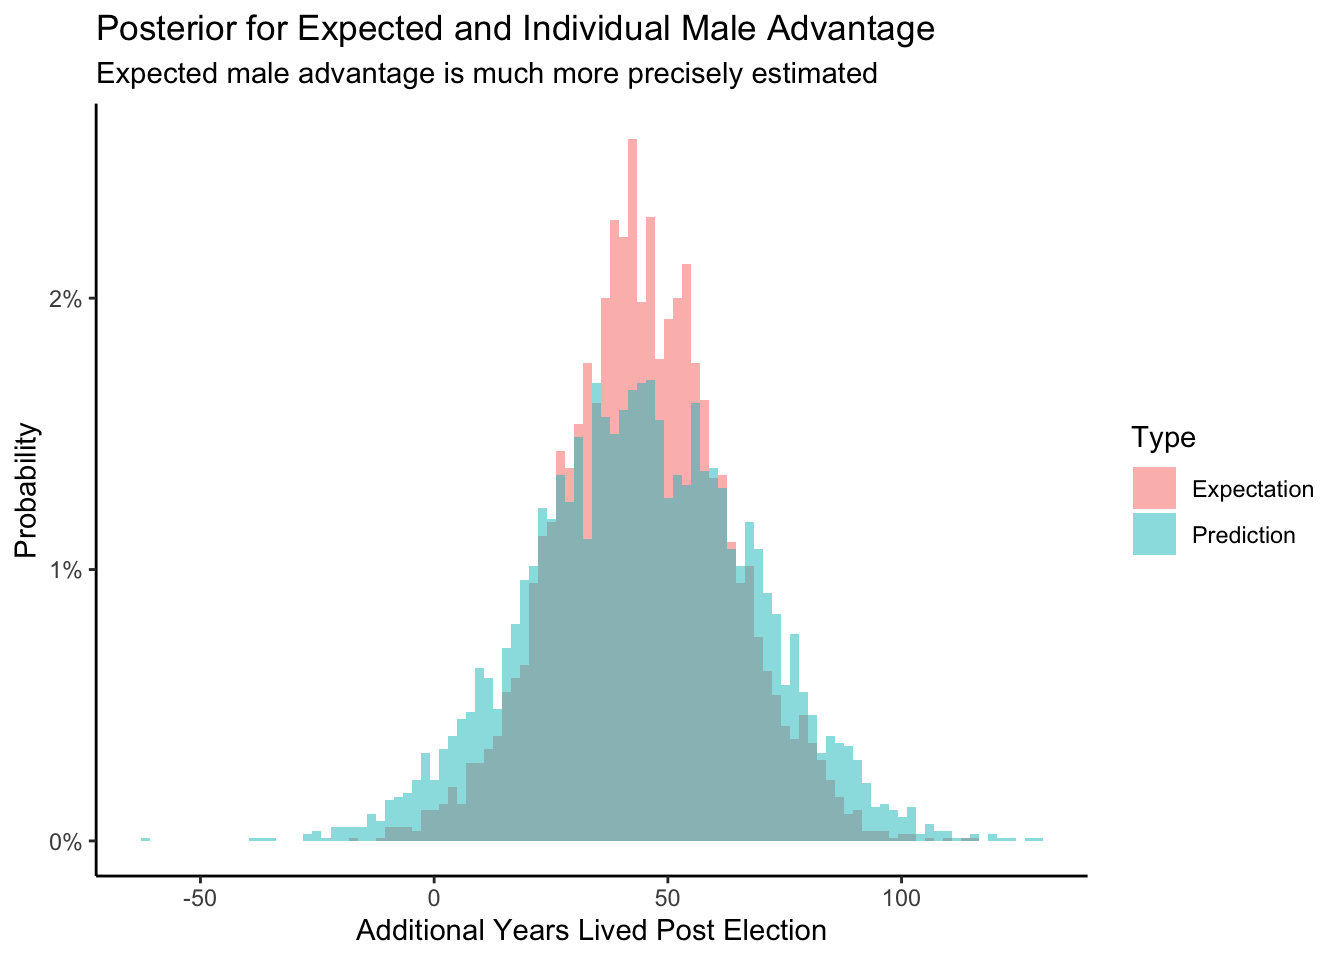 Posterior for Expected and Individual Male Advantage
Expected male advantage is much more precisely estimated
Probability
2%
1%
0%
-50
0
50
100
Additional Years Lived Post Election
Type
Expectation
Prediction